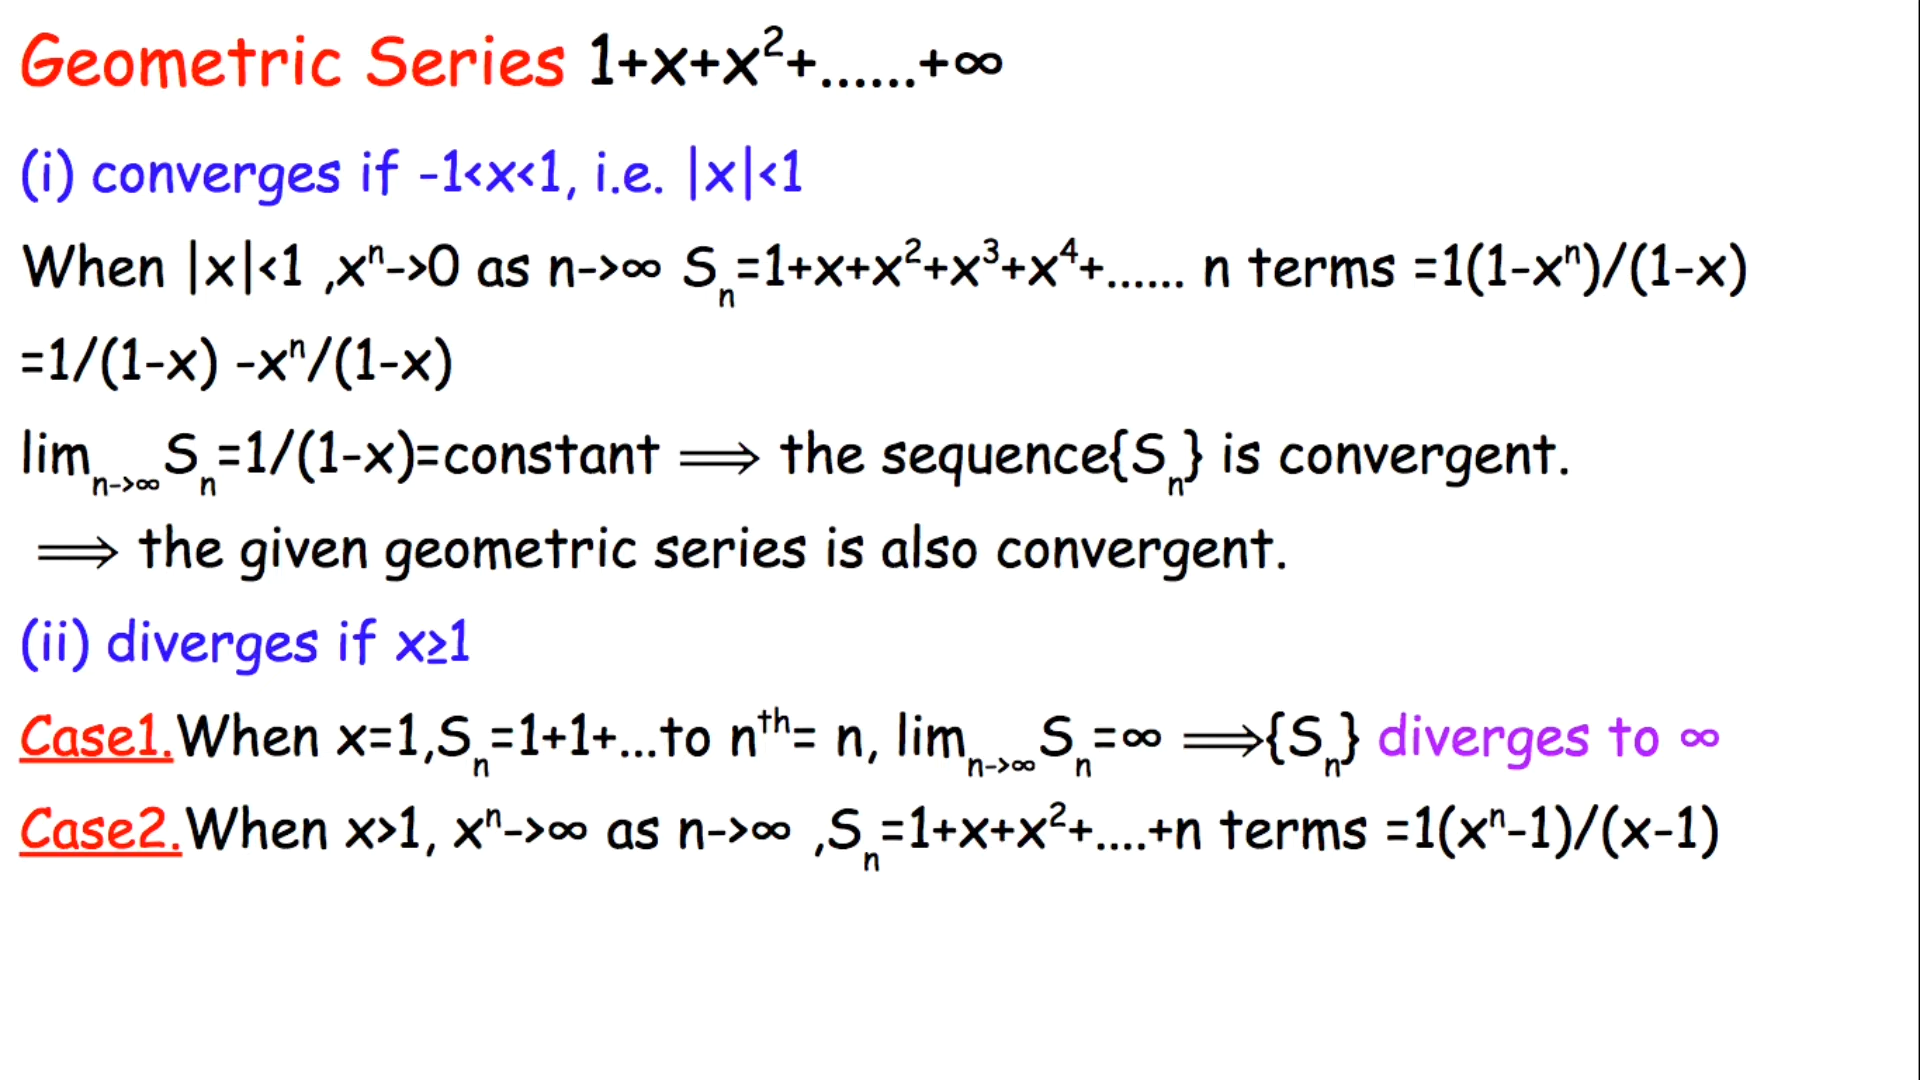 Geometric Series 1+x+x²+......+∞
(i) converges if -1<x<1, i.e. |x|<1
When |x|<1 ,xⁿ->0 as n->∞ Sₙ=1+x+x²+x³+x⁴+...... n terms =1(1-xⁿ)/(1-x)
=1/(1-x) -xⁿ/(1-x)
limₙ₋>∞Sₙ=1/(1-x)=constant ⟹ the sequence{Sₙ} is convergent.
⟹ the given geometric series is also convergent.
(ii) diverges if x≥1
Case1.When x=1,Sₙ=1+1+...to nᵗʰ= n, limₙ₋>∞Sₙ=∞ ⟹{Sₙ} diverges to ∞
Case2.When x>1, xⁿ->∞ as n->∞ ,Sₙ=1+x+x²+....+n terms =1(xⁿ-1)/(x-1)